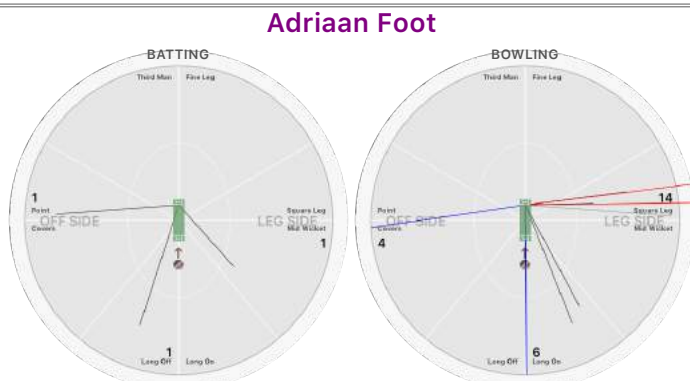 Adriaan Foot
BATTING
BOWLING
Third Man
Fine Leg
Third Man
Fine Leg
1
14
Point
OFF SIDE
Covers
LEG SIDE
Square Leg
Mid Wicket
1
Point
OFF SIDE
Covers
4
LEG SIDE
Square Leg
Mid Wicket
1
6
Long Off
Long On
Long Off
Long On